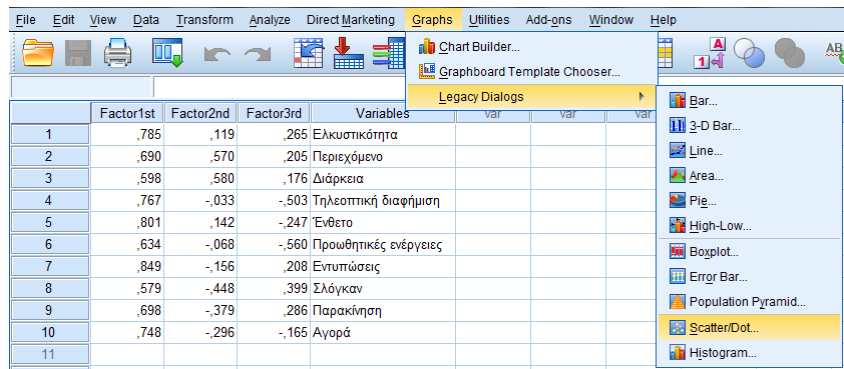 File Edit View Data Transform Analyze Direct Marketing Graphs Utilities Add-ons Window Help
Chart Builder...
Graphboard Template Chooser...
Legacy Dialogs
Bar...
3-D Bar...
Line...
Area...
Pie...
High-Low...
Boxplot...
Error Bar...
Population Pyramid...
Scatter/Dot...
Histogram...
A
1
AB
Factor1st Factor2nd Factor3rd Variables var var var
1 ,785 ,119 ,265 Ελκυστικότητα
2 ,690 ,570 ,205 Περιεχόμενο
3 ,598 ,580 ,176 Διάρκεια
4 ,767 -,033 -,503 Τηλεοπτική διαφήμιση
5 ,801 ,142 -,247 Ένθετο
6 ,634 -,068 -,560 Προωθητικές ενέργειες
7 ,849 -,156 ,208 Εντυπώσεις
8 ,579 -,448 ,399 Σλόγκαν
9 ,698 -,379 ,286 Παρακίνηση
10 ,748 -,296 -,165 Αγορά
11